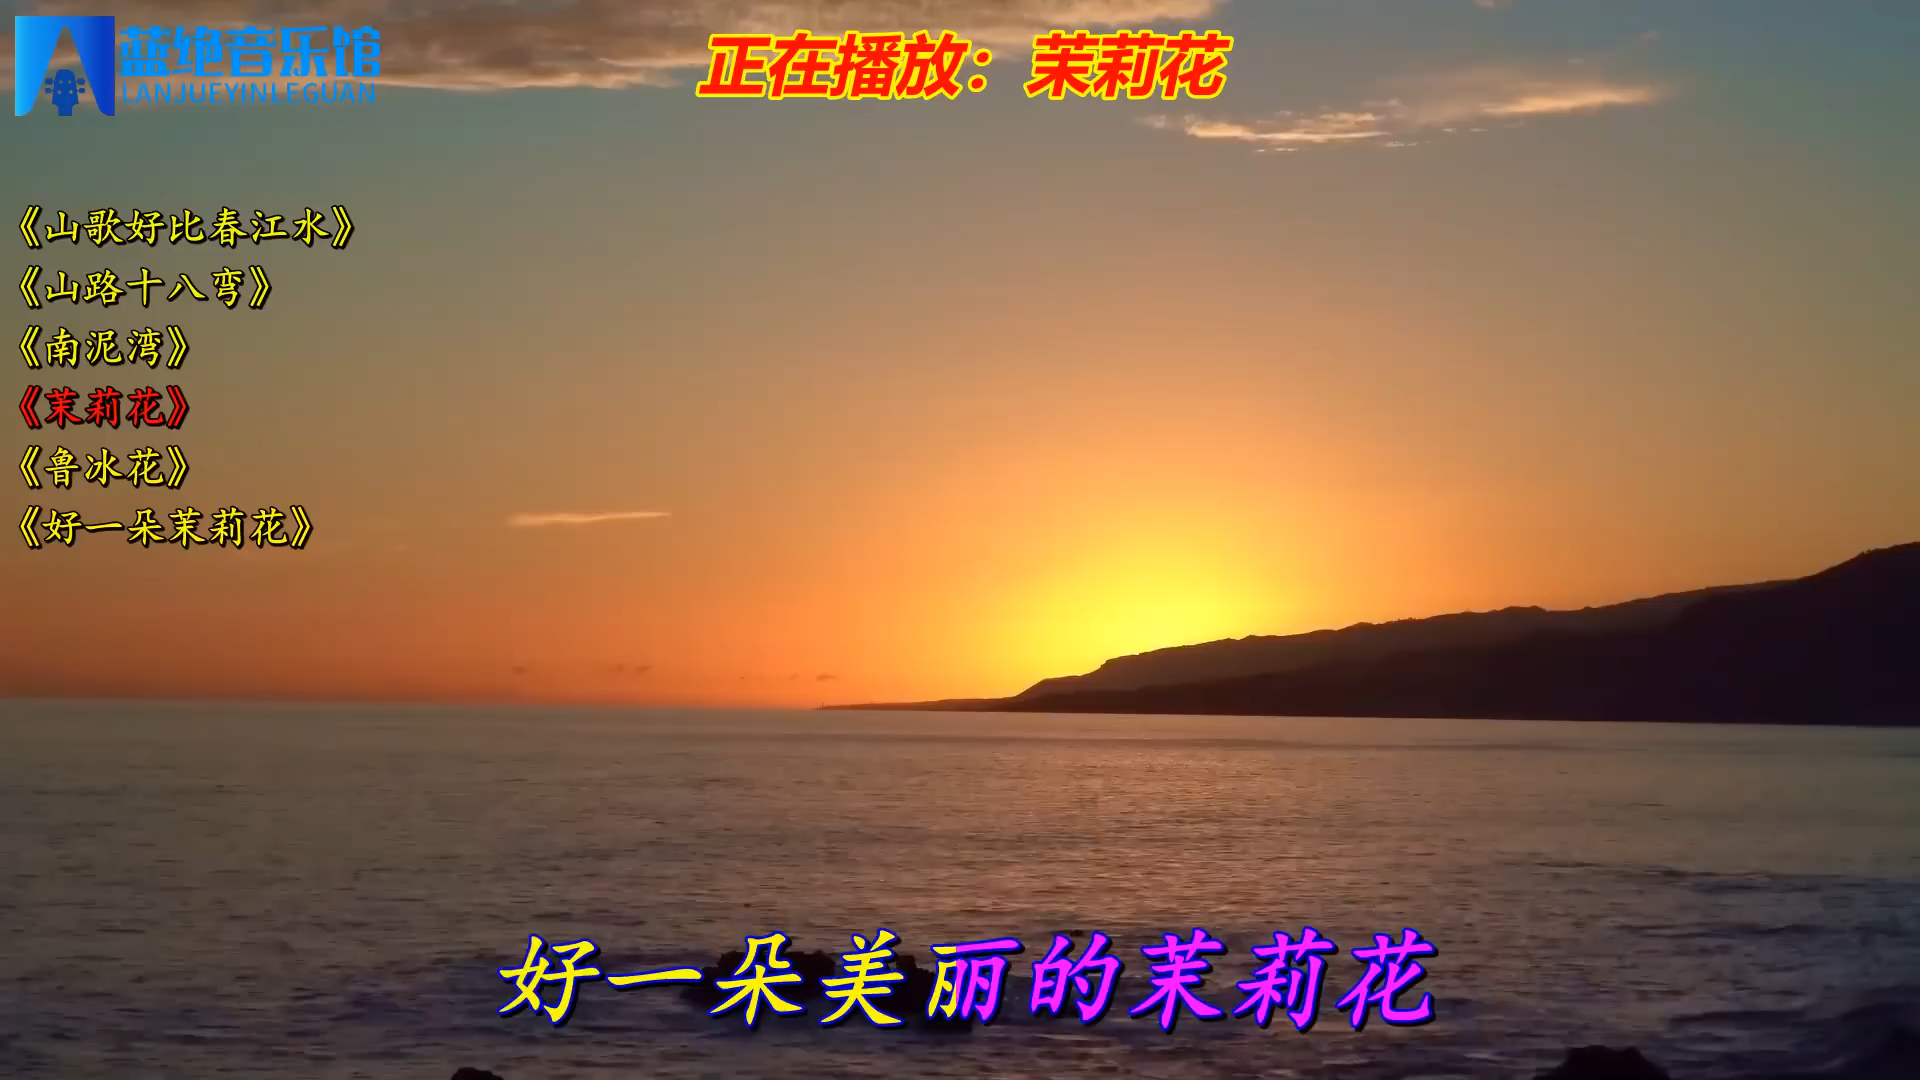 蓝绝音乐馆
LANJUEYINLEGUAN
正在播放：茉莉花
《山歌好比春江水》
《山路十八弯》
《南泥湾》
《茉莉花》
《鲁冰花》
《好一朵茉莉花》
好一朵美丽的茉莉花